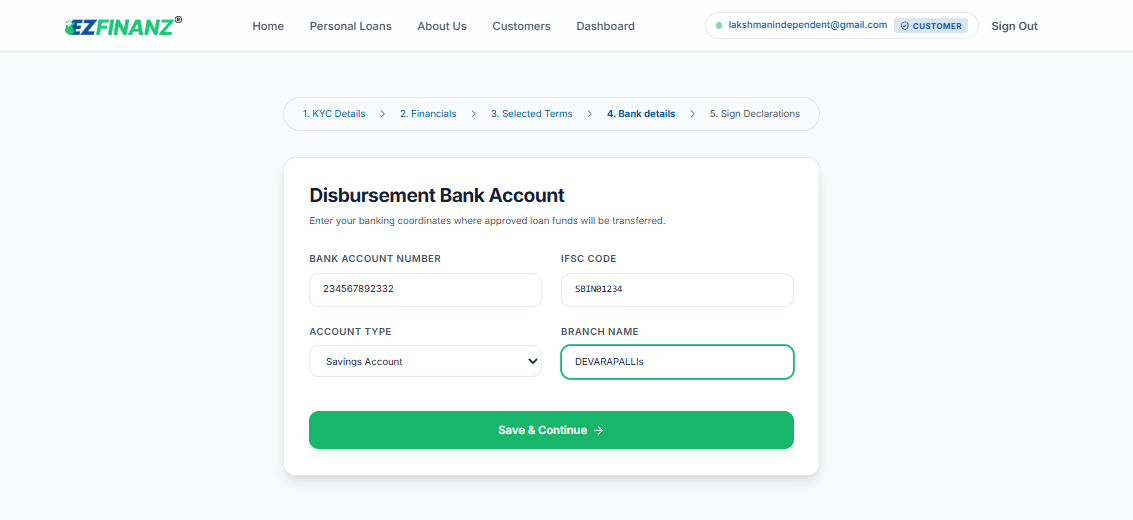 EZFINANZ®
Home Personal Loans About Us Customers Dashboard lakshmanindependent@gmail.com CUSTOMER Sign Out
1. KYC Details > 2. Financials > 3. Selected Terms > 4. Bank details > 5. Sign Declarations
Disbursement Bank Account
Enter your banking coordinates where approved loan funds will be transferred.
BANK ACCOUNT NUMBER IFSC CODE
234567892332 SBIN01234
ACCOUNT TYPE BRANCH NAME
Savings Account DEVARAPALLIs
Save & Continue →